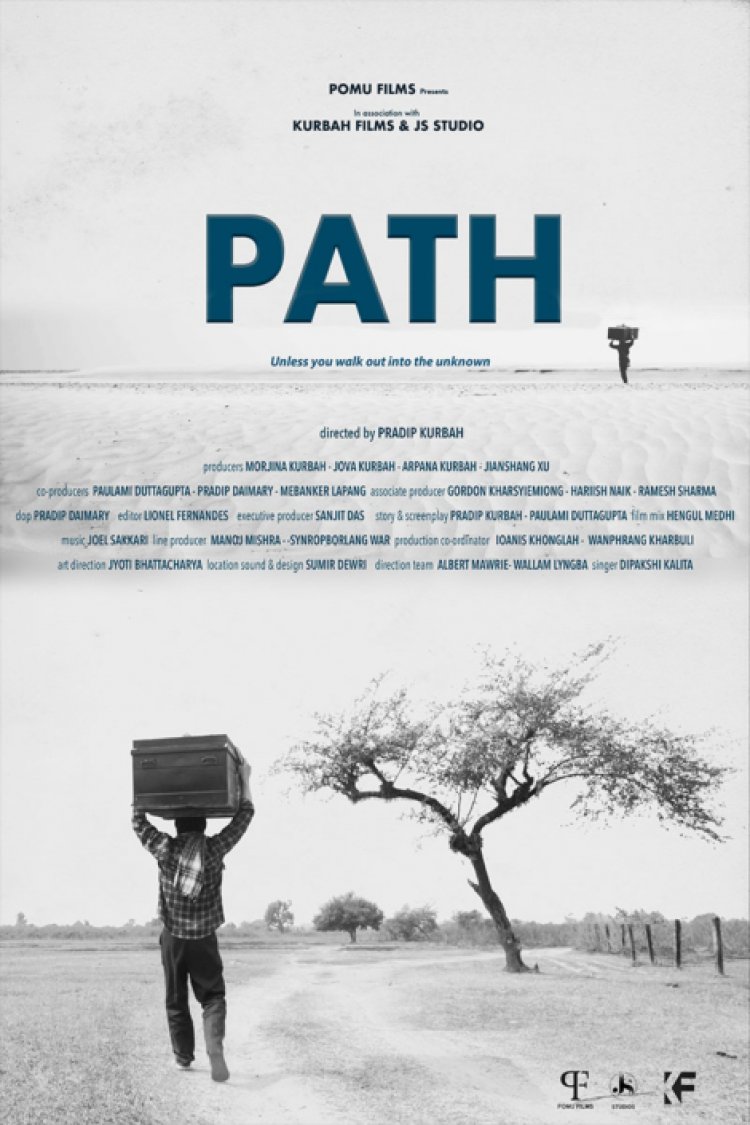 POMU FILMS Presents
In association with
KURBAH FILMS & JS STUDIO
PATH
Unless you walk out into the unknown
directed by PRADIP KURBAH
producers MORJINA KURBAH - JOVA KURBAH - ARPANA KURBAH - JIANSHANG XU
co-producers PAULAMI DUTTAGUPTA - PRADIP DAIMARY - MEBANKER LAPANG associate producer GORDON KHARSYIEMIONG - HARIISH NAIK - RAMESH SHARMA
dop PRADIP DAIMARY editor LIONEL FERNANDES executive producer SANJIT DAS story & screenplay PRADIP KURBAH - PAULAMI DUTTAGUPTA film mix HENGUL MEDHI
music JOEL SAKKARI line producer MANOJ MISHRA - -SYNROPBORLANG WAR production co-ordinator IOANIS KHONGLAH - WANPHRANG KHARBULI
art direction JYOTI BHATTACHARYA location sound & design SUMIR DEWRI direction team ALBERT MAWRIE- WALLAM LYNGBA singer DIPAKSHI KALITA
PF JS KF
POMU FILMS STUDIOS